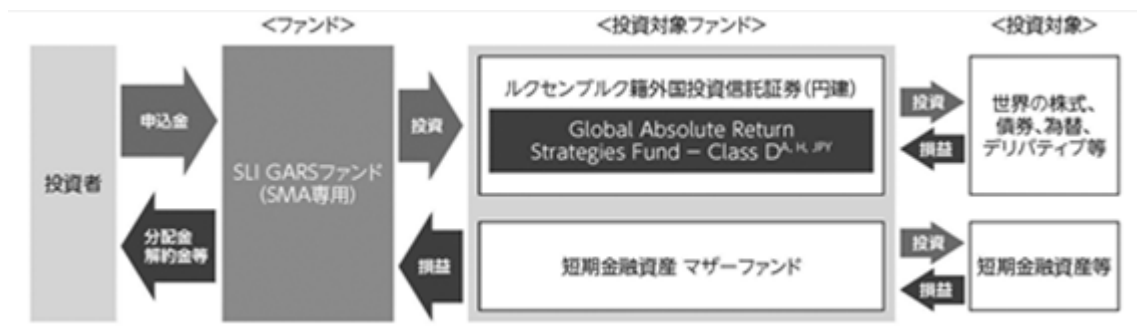 <ファンド>
<投資対象ファンド>
<投資対象>
投資者
申込金
分配金
解約金等
SLI GARSファンド
(SMA専用)
投資
損益
ルクセンブルク籍外国投資信託証券(円建)
Global Absolute Return
Strategies Fund – Class D^A, H, JPY
短期金融資産 マザーファンド
投資
損益
投資
損益
世界の株式、
債券、為替、
デリバティブ等
短期金融資産等